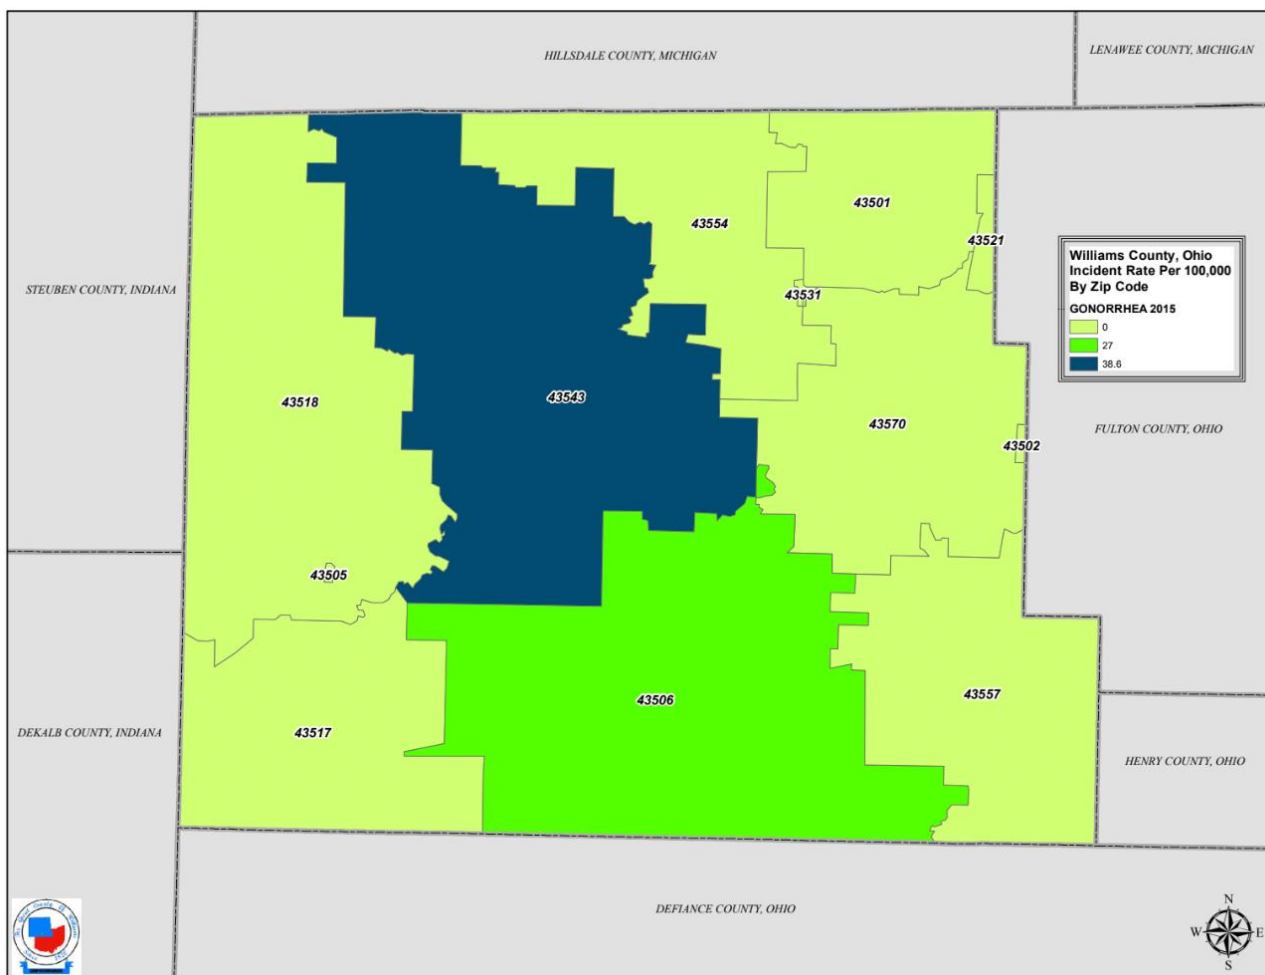 HILLSDALE COUNTY, MICHIGAN
LENAWEE COUNTY, MICHIGAN
43501
43554
43521
Williams County, Ohio
Incident Rate Per 100,000
By Zip Code
GONORRHEA 2015
0
27
38.6
STEUBEN COUNTY, INDIANA
43531
43518
43543
43570
43502
FULTON COUNTY, OHIO
43505
43506
43557
43517
DEKALB COUNTY, INDIANA
HENRY COUNTY, OHIO
DEFIANCE COUNTY, OHIO
N
W
E
S